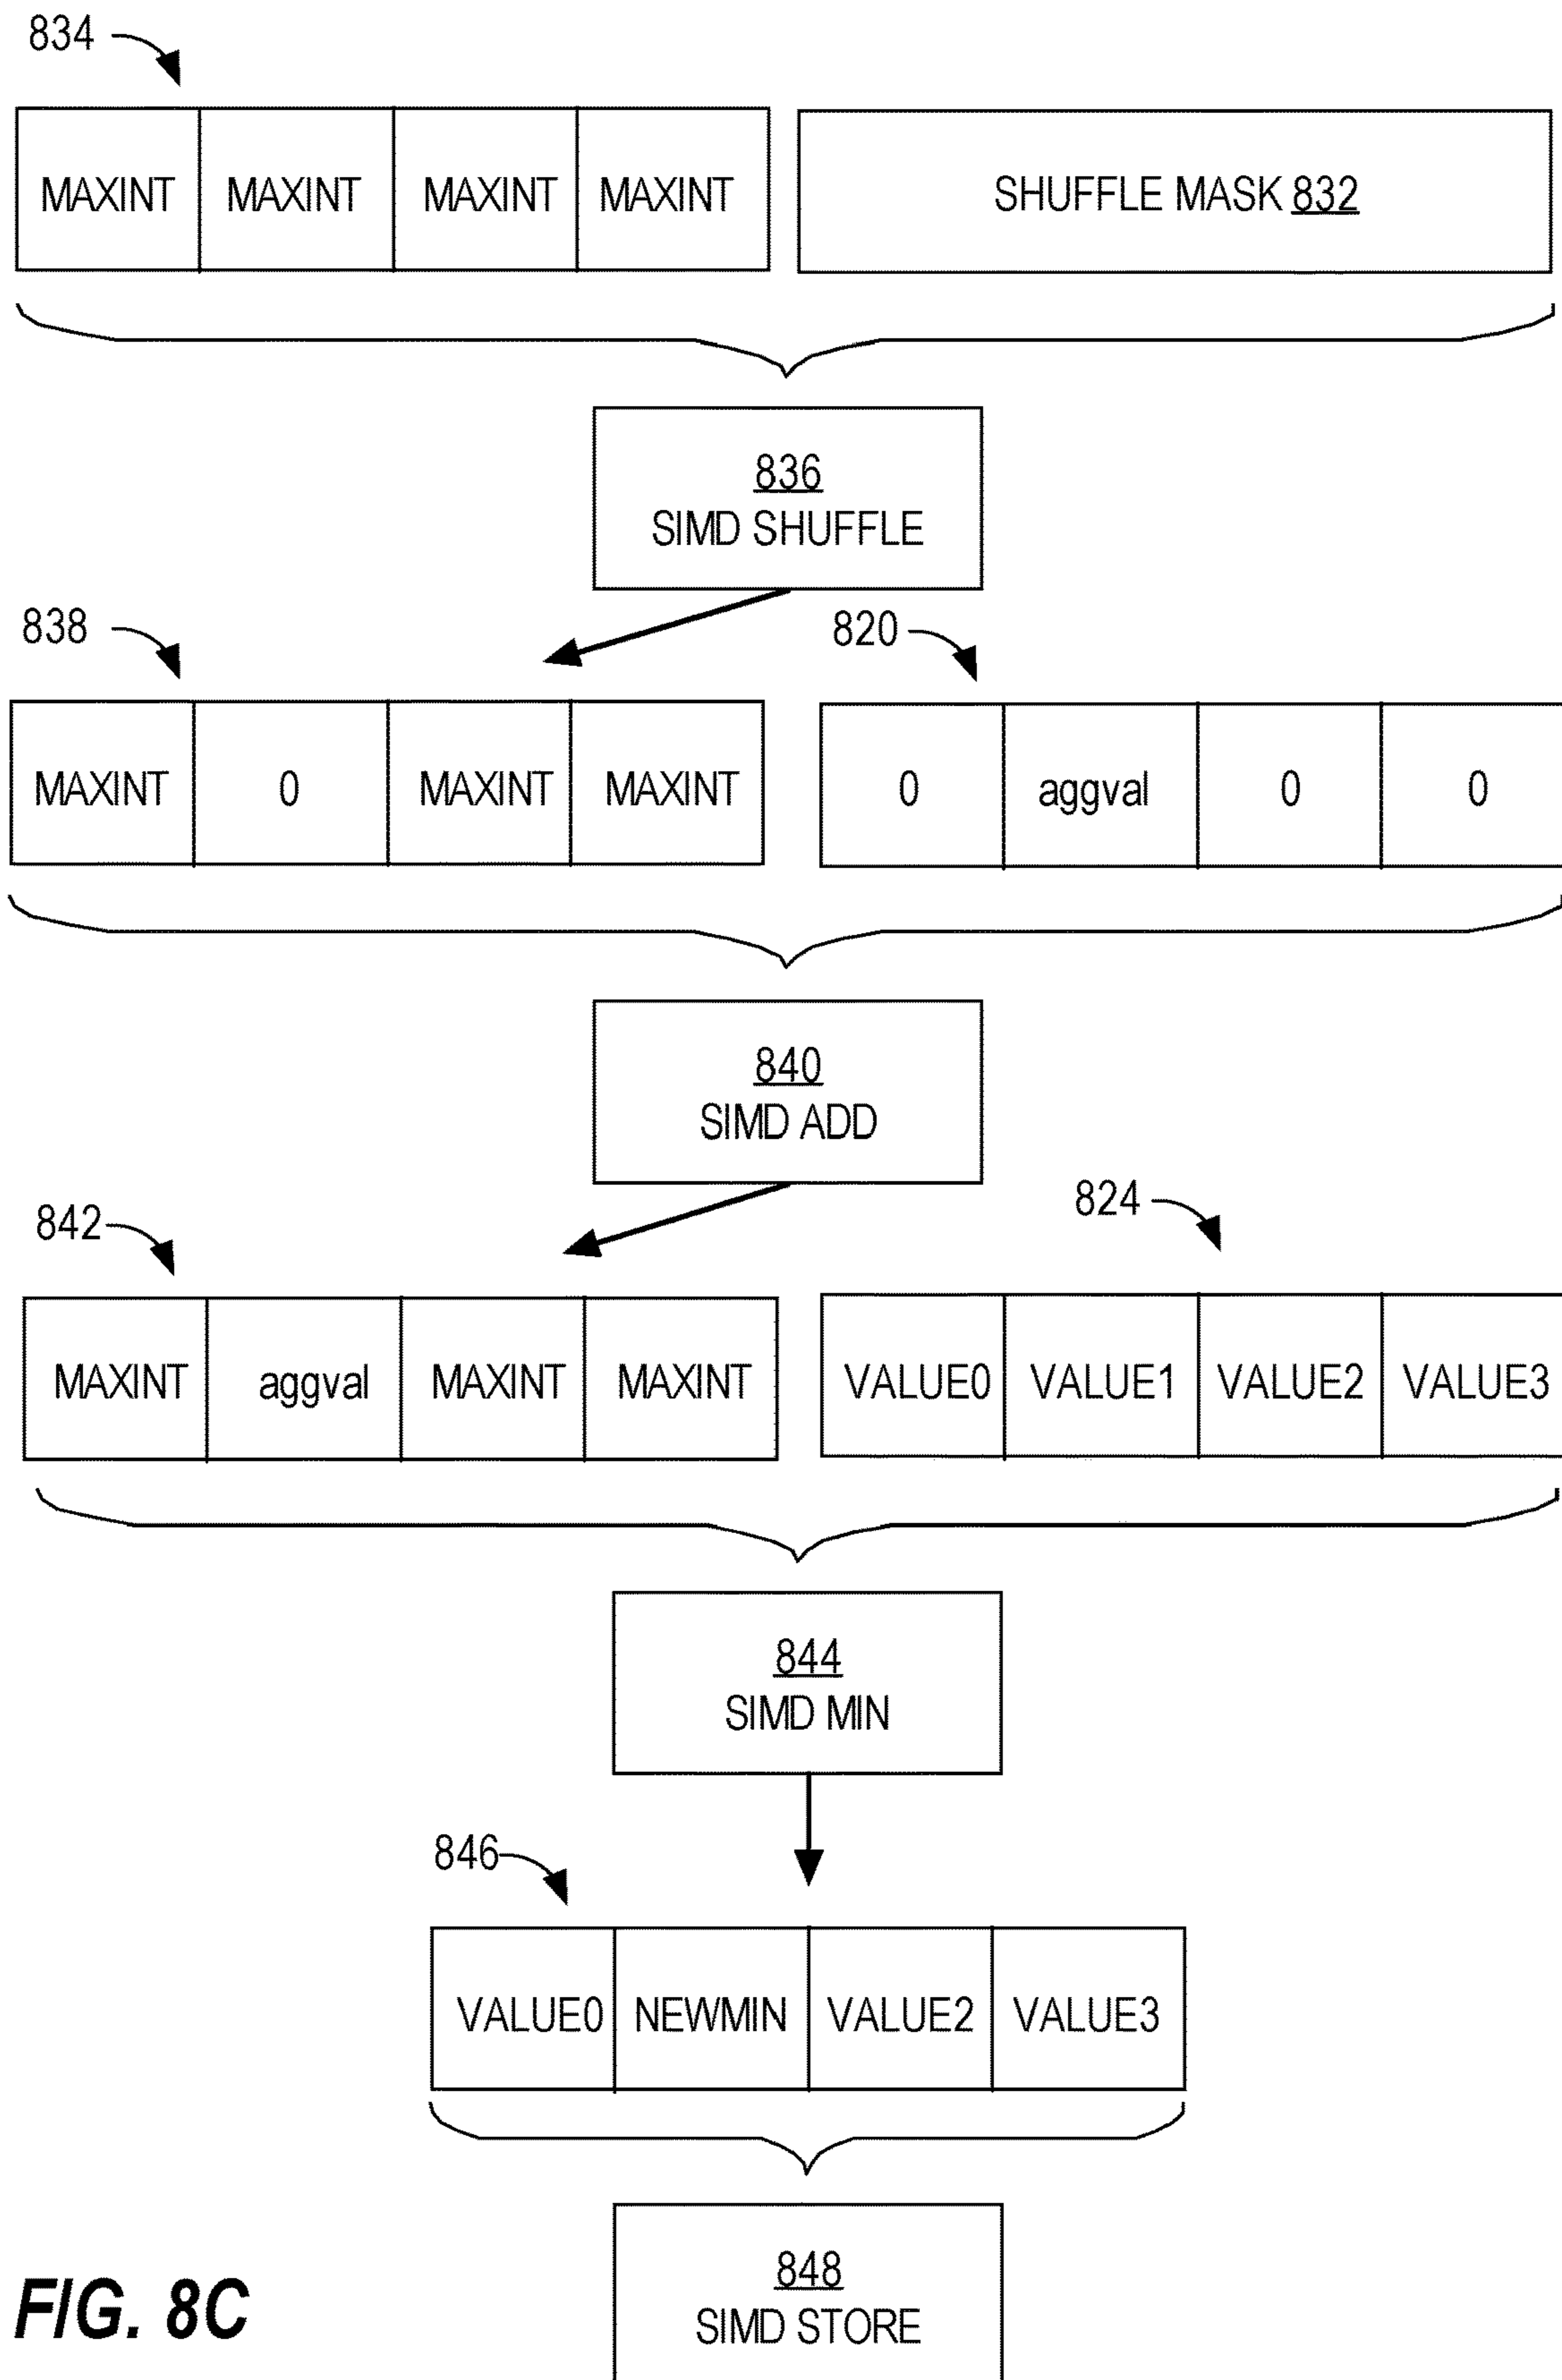 834
MAXINT MAXINT MAXINT MAXINT SHUFFLE MASK 832
836
SIMD SHUFFLE
838 820
MAXINT 0 MAXINT MAXINT 0 aggval 0 0
840
SIMD ADD
842 824
MAXINT aggval MAXINT MAXINT VALUE0 VALUE1 VALUE2 VALUE3
844
SIMD MIN
846
VALUE0 NEWMIN VALUE2 VALUE3
848
SIMD STORE
FIG. 8C